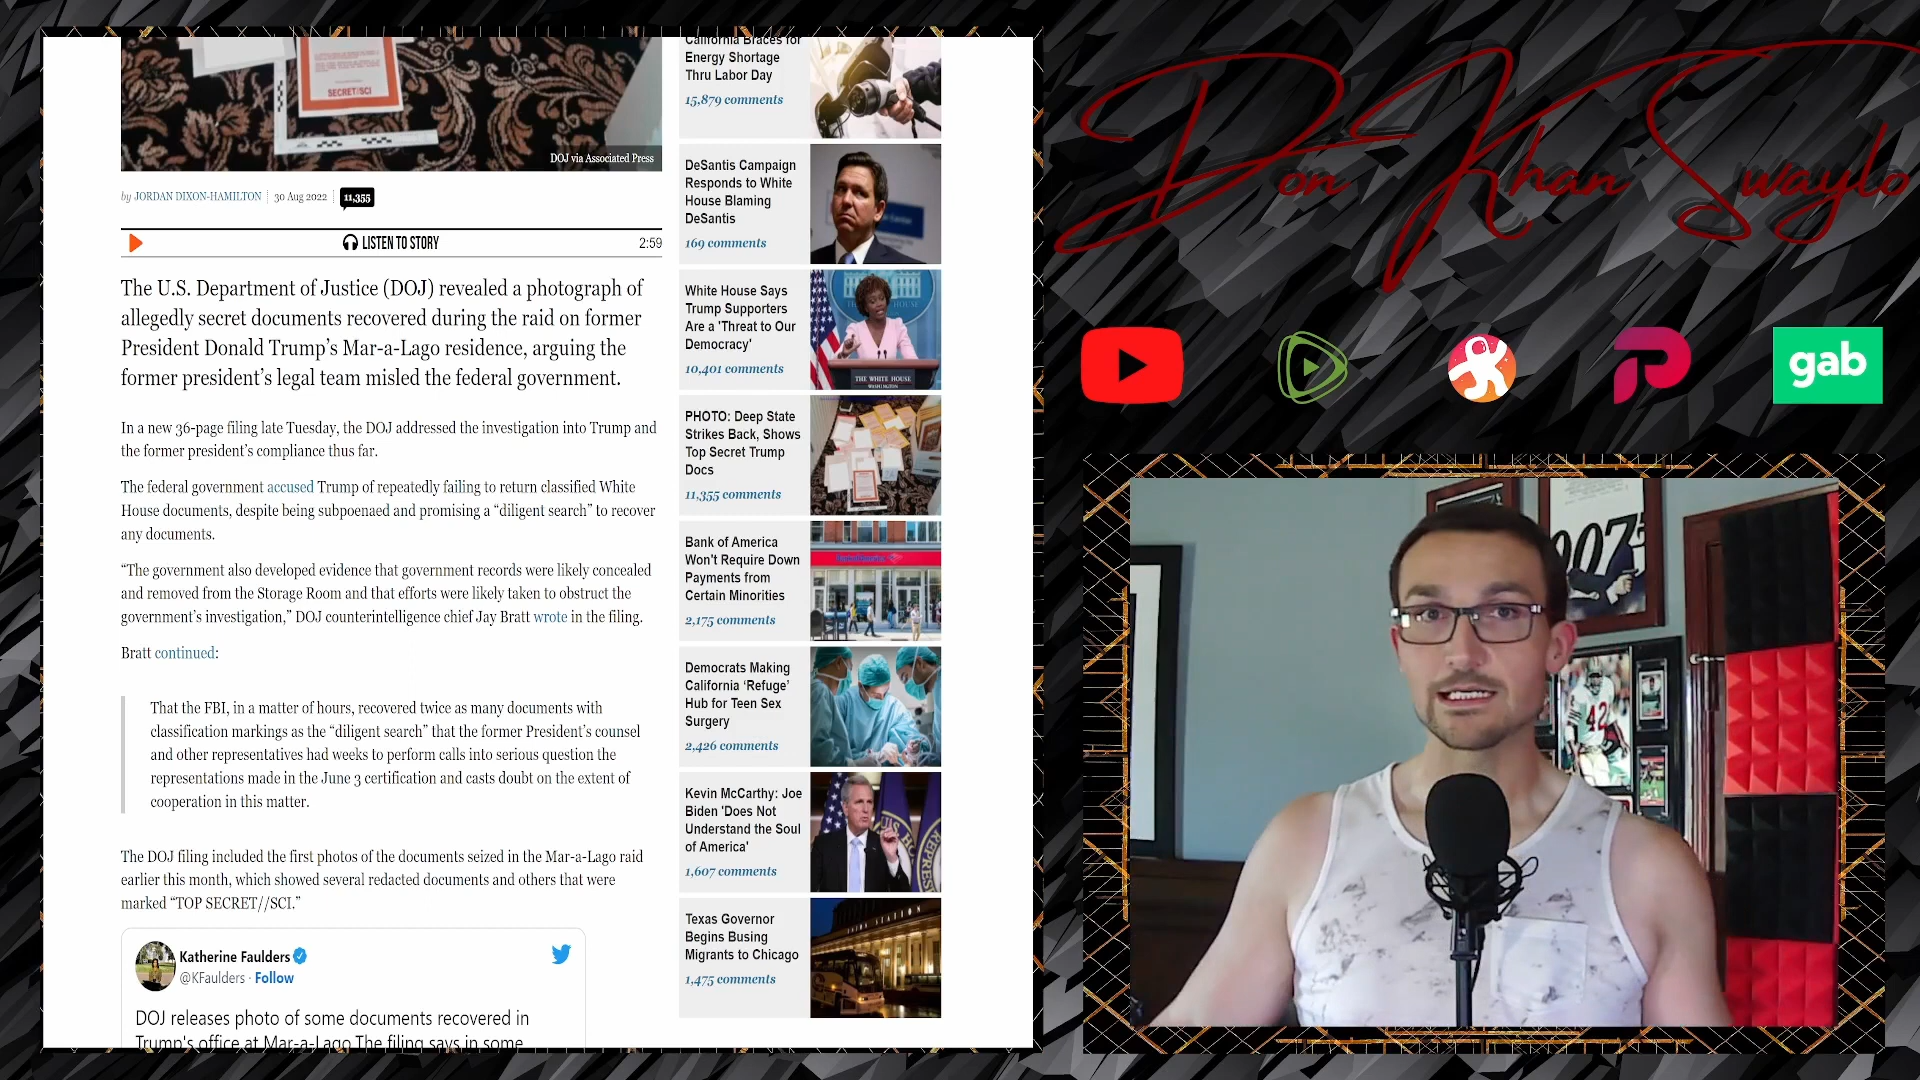 SECRET/SCI
DOJ via Associated Press
by JORDAN DIXON-HAMILTON 30 Aug 2022 11,355
LISTEN TO STORY 2:59
The U.S. Department of Justice (DOJ) revealed a photograph of
allegedly secret documents recovered during the raid on former
President Donald Trump’s Mar-a-Lago residence, arguing the
former president’s legal team misled the federal government.
In a new 36-page filing late Tuesday, the DOJ addressed the investigation into Trump and
the former president’s compliance thus far.
The federal government accused Trump of repeatedly failing to return classified White
House documents, despite being subpoenaed and promising a “diligent search” to recover
any documents.
“The government also developed evidence that government records were likely concealed
and removed from the Storage Room and that efforts were likely taken to obstruct the
government’s investigation,” DOJ counterintelligence chief Jay Bratt wrote in the filing.
Bratt continued:
That the FBI, in a matter of hours, recovered twice as many documents with
classification markings as the “diligent search” that the former President’s counsel
and other representatives had weeks to perform calls into serious question the
representations made in the June 3 certification and casts doubt on the extent of
cooperation in this matter.
The DOJ filing included the first photos of the documents seized in the Mar-a-Lago raid
earlier this month, which showed several redacted documents and others that were
marked “TOP SECRET//SCI.”
Katherine Faulders
@KFaulders · Follow
DOJ releases photo of some documents recovered in
Trump's office at Mar-a-Lago The filing says in some
California Braces for
Energy Shortage
Thru Labor Day
15,879 comments
DeSantis Campaign
Responds to White
House Blaming
DeSantis
169 comments
White House Says
Trump Supporters
Are a 'Threat to Our
Democracy'
10,401 comments
THE WHITE HOUSE
WASHINGTON
PHOTO: Deep State
Strikes Back, Shows
Top Secret Trump
Docs
11,355 comments
Bank of America
Won't Require Down
Payments from
Certain Minorities
2,175 comments
Democrats Making
California ‘Refuge’
Hub for Teen Sex
Surgery
2,426 comments
Kevin McCarthy: Joe
Biden 'Does Not
Understand the Soul
of America'
1,607 comments
Texas Governor
Begins Busing
Migrants to Chicago
1,475 comments
Don Khan Swaylo
gab
007
42